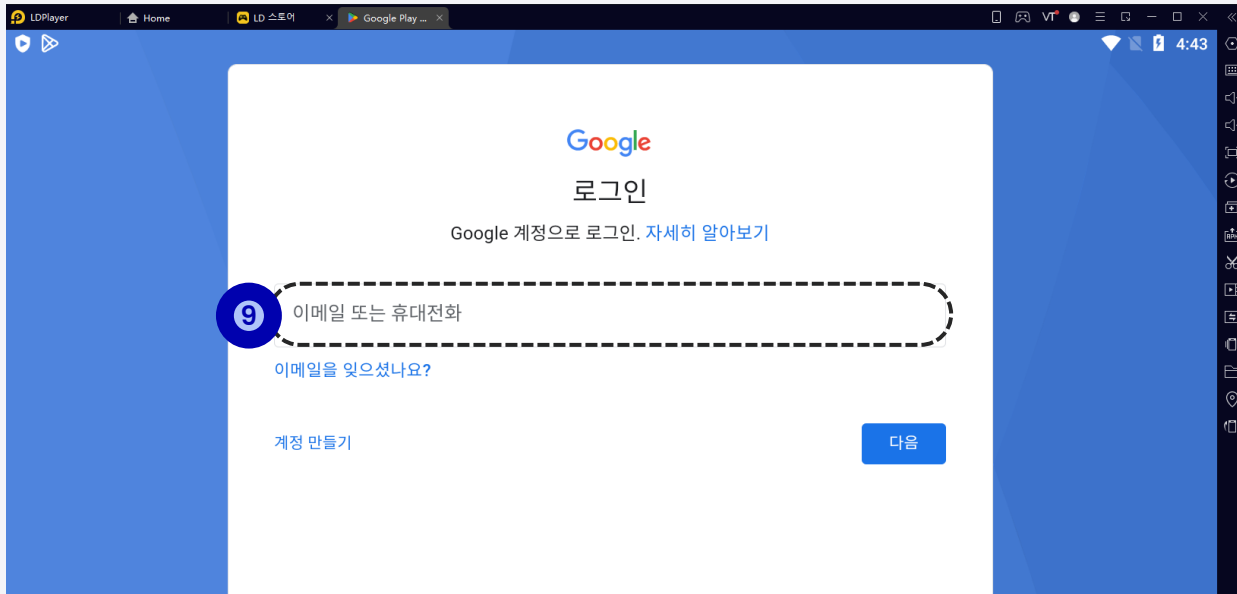 LDPlayer
Home
LD 스토어
Google Play ...
VT
4:43
Google
로그인
Google 계정으로 로그인. 자세히 알아보기
9
이메일 또는 휴대전화
이메일을 잊으셨나요?
계정 만들기
다음